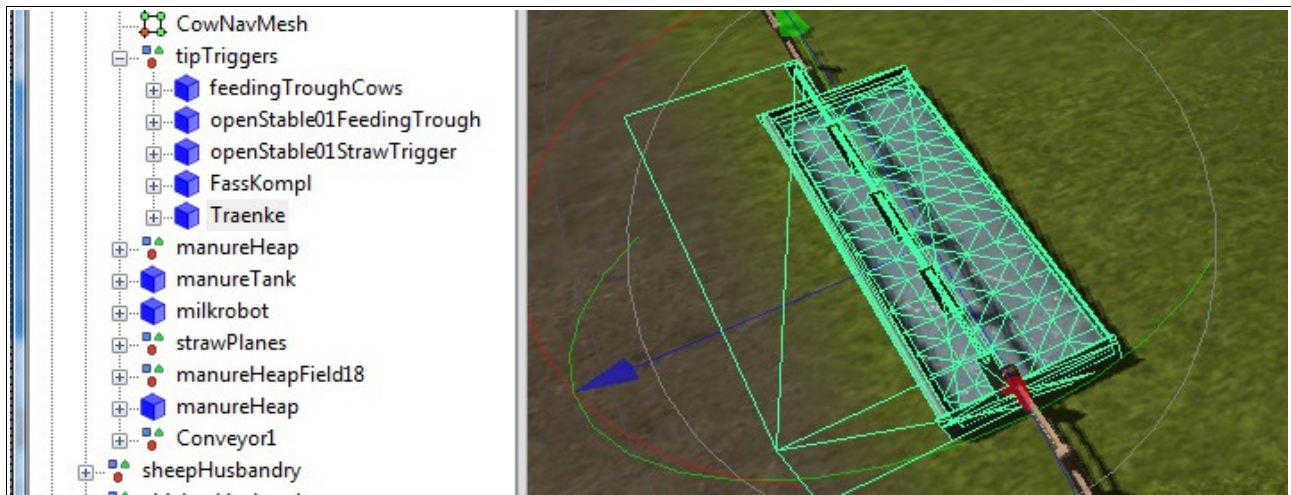 CowNavMesh
tipTriggers
feedingTroughCows
openStable01FeedingTrough
openStable01StrawTrigger
FassKompl
Traenke
manureHeap
manureTank
milkrobot
strawPlanes
manureHeapField18
manureHeap
Conveyor1
sheepHusbandry